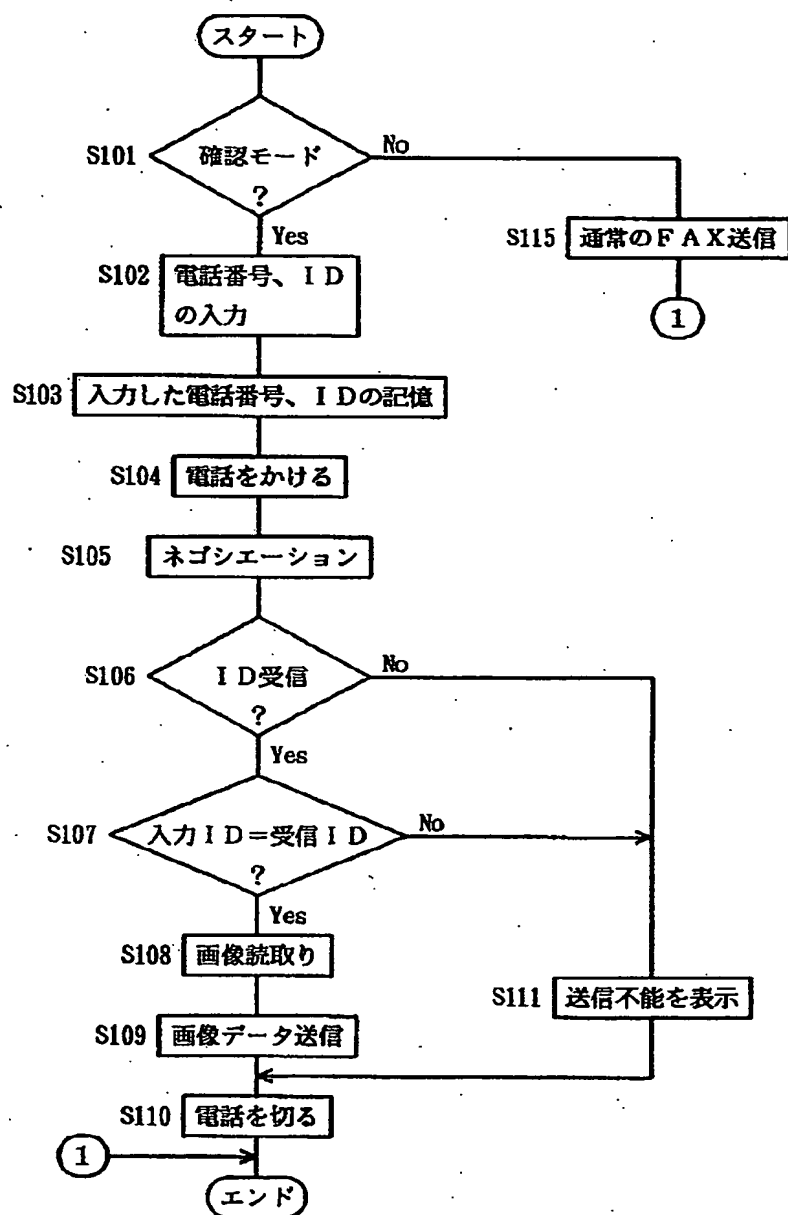 スタート
S101 確認モード
?
No
Yes
S115 通常のFAX送信
1
S102 電話番号、ID
の入力
S103 入力した電話番号、IDの記憶
S104 電話をかける
S105 ネゴシエーション
S106 ID受信
?
No
Yes
S107 入力ID=受信ID
?
No
Yes
S108 画像読取り
S111 送信不能を表示
S109 画像データ送信
S110 電話を切る
1
エンド